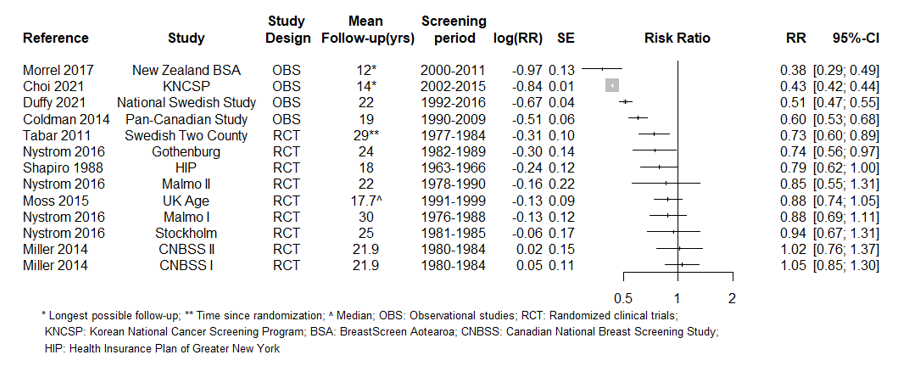 Study Mean Screening
Reference Study Design Follow-up(yrs) period log(RR) SE Risk Ratio RR 95%-CI
Morrel 2017 New Zealand BSA OBS 12* 2000-2011 -0.97 0.13 0.38 [0.29; 0.49]
Choi 2021 KNCSP OBS 14* 2002-2015 -0.84 0.01 0.43 [0.42; 0.44]
Duffy 2021 National Swedish Study OBS 22 1992-2016 -0.67 0.04 0.51 [0.47; 0.55]
Coldman 2014 Pan-Canadian Study OBS 19 1990-2009 -0.51 0.06 0.60 [0.53; 0.68]
Tabar 2011 Swedish Two County RCT 29** 1977-1984 -0.31 0.10 0.73 [0.60; 0.89]
Nystrom 2016 Gothenburg RCT 24 1982-1989 -0.30 0.14 0.74 [0.56; 0.97]
Shapiro 1988 HIP RCT 18 1963-1966 -0.24 0.12 0.79 [0.62; 1.00]
Nystrom 2016 Malmo II RCT 22 1978-1990 -0.16 0.22 0.85 [0.55; 1.31]
Moss 2015 UK Age RCT 17.7^ 1991-1999 -0.13 0.09 0.88 [0.74; 1.05]
Nystrom 2016 Malmo I RCT 30 1976-1988 -0.13 0.12 0.88 [0.69; 1.11]
Nystrom 2016 Stockholm RCT 25 1981-1985 -0.06 0.17 0.94 [0.67; 1.31]
Miller 2014 CNBSS II RCT 21.9 1980-1984 0.02 0.15 1.02 [0.76; 1.37]
Miller 2014 CNBSS I RCT 21.9 1980-1984 0.05 0.11 1.05 [0.85; 1.30]
0.5 1 2
* Longest possible follow-up; ** Time since randomization; ^ Median; OBS: Observational studies; RCT: Randomized clinical trials;
KNCSP: Korean National Cancer Screening Program; BSA: BreastScreen Aotearoa; CNBSS: Canadian National Breast Screening Study;
HIP: Health Insurance Plan of Greater New York